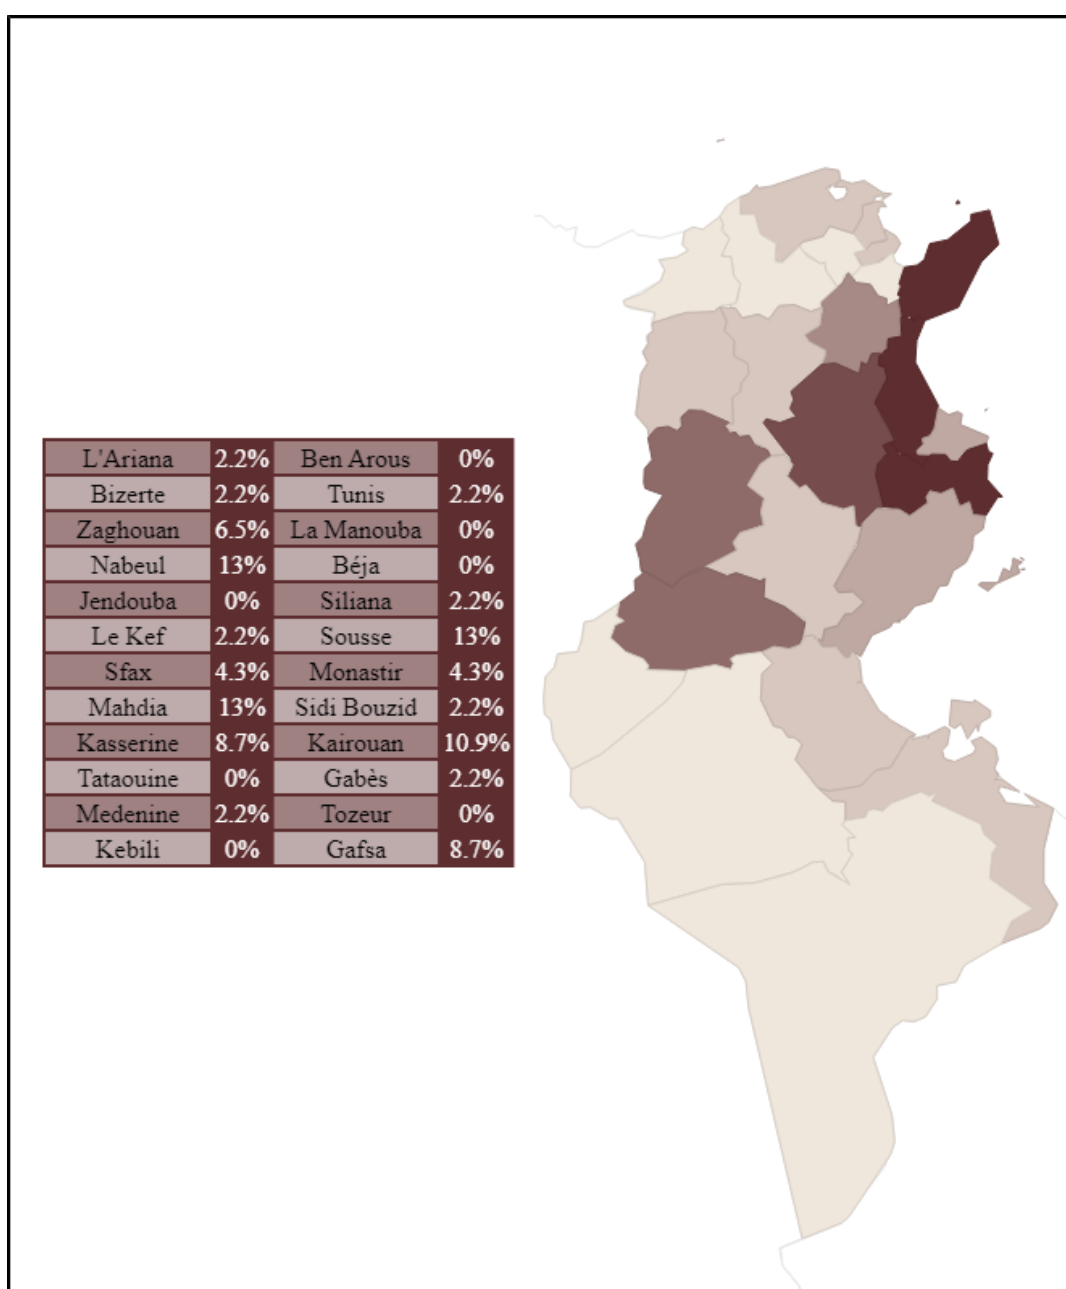 L'Ariana 2.2% Ben Arous 0%
Bizerte 2.2% Tunis 2.2%
Zaghouan 6.5% La Manouba 0%
Nabeul 13% Béja 0%
Jendouba 0% Siliana 2.2%
Le Kef 2.2% Sousse 13%
Sfax 4.3% Monastir 4.3%
Mahdia 13% Sidi Bouzid 2.2%
Kasserine 8.7% Kairouan 10.9%
Tataouine 0% Gabès 2.2%
Medenine 2.2% Tozeur 0%
Kebili 0% Gafsa 8.7%